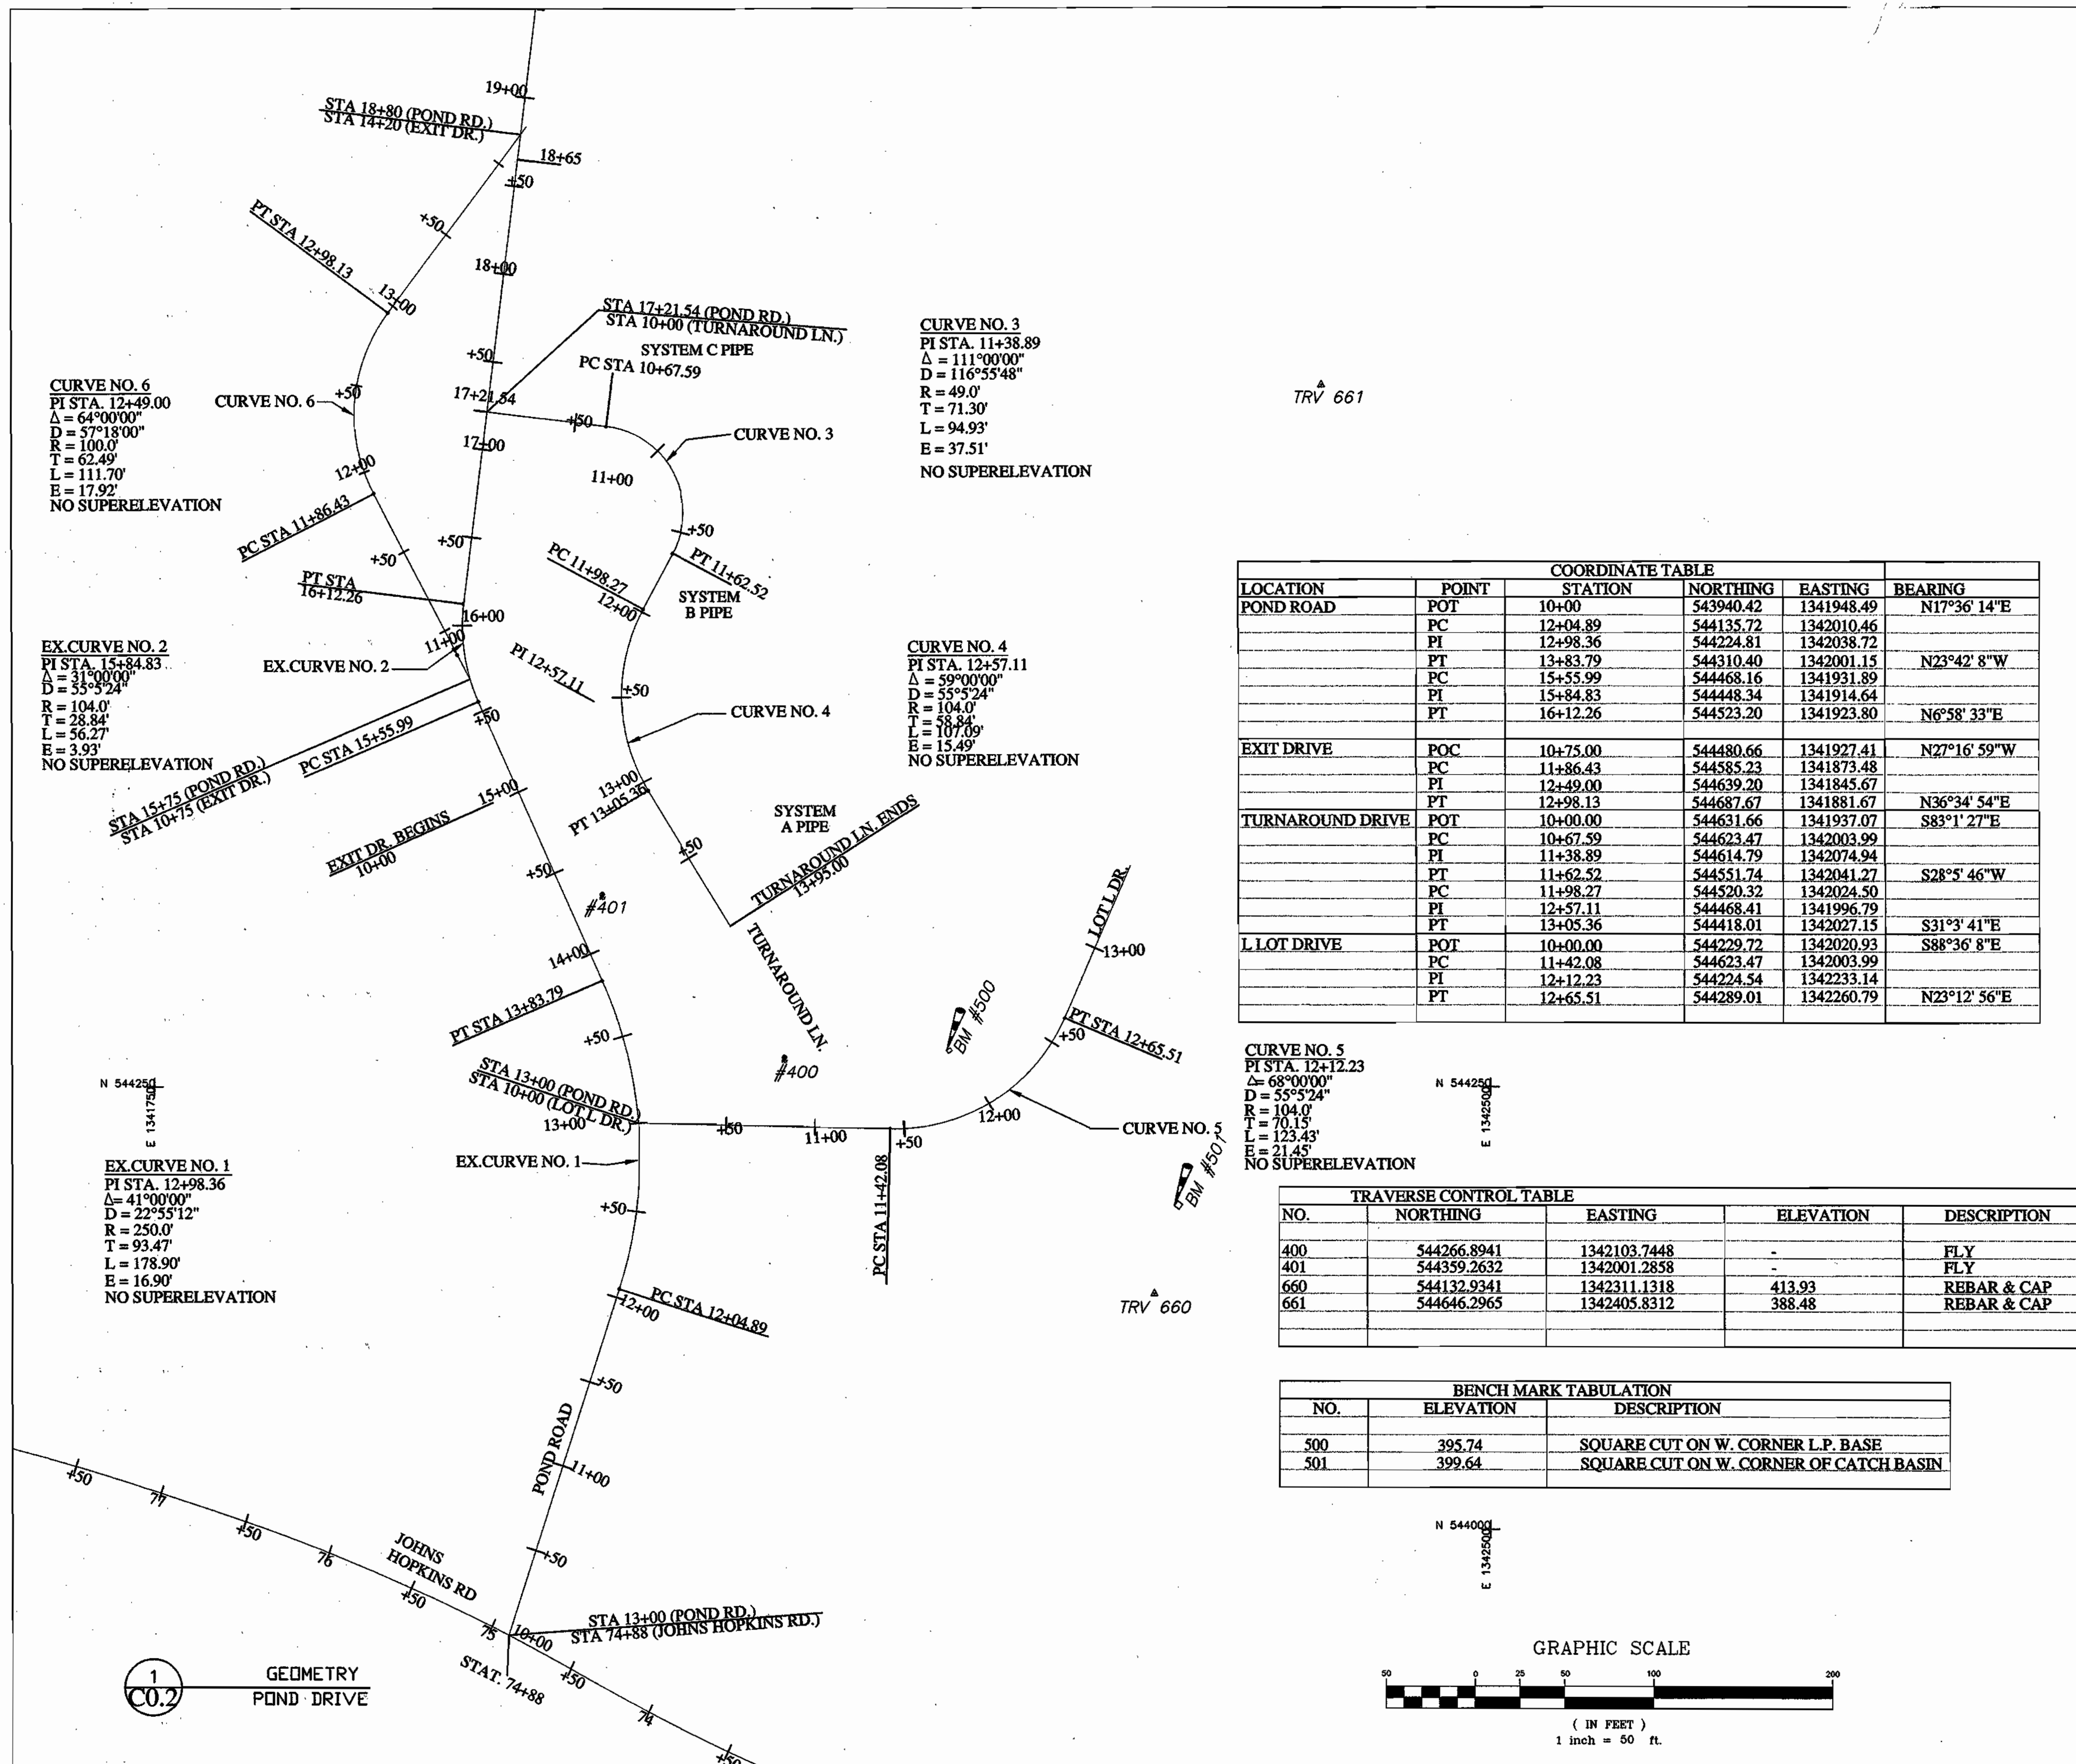 19+00
STA 18+80 (POND RD.)
STA 14+20 (EXIT DR.)
18+65
+50
PT STA 12+98.13
+50
18+00
13+00
STA 17+21.54 (POND RD.)
STA 10+00 (TURNAROUND LN.)
SYSTEM C PIPE
PC STA 10+67.59
+50
17+21.54
+50
CURVE NO. 3
17+00
11+00
CURVE NO. 3
PI STA. 11+38.89
Δ = 111°00'00"
D = 116°55'48"
R = 49.0'
T = 71.30'
L = 94.93'
E = 37.51'
NO SUPERELEVATION
TRV 661
CURVE NO. 6
PI STA. 12+49.00
Δ = 64°00'00"
D = 57°18'00"
R = 100.0'
T = 62.49'
L = 111.70'
E = 17.92'
NO SUPERELEVATION
CURVE NO. 6
+50
12+00
PC STA 11+86.43
+50
+50
+50
PC 11+98.27
PT 11+62.52
12+00
SYSTEM
B PIPE
PT STA
16+12.26
16+00
11+00
EX.CURVE NO. 2
PI 12+57.11
+50
CURVE NO. 4
EX.CURVE NO. 2
PI STA. 15+84.83
Δ = 31°00'00"
D = 55°5'24"
R = 104.0'
T = 28.84'
L = 56.27'
E = 3.93'
NO SUPERELEVATION
CURVE NO. 4
PI STA. 12+57.11
Δ = 59°00'00"
D = 55°5'24"
R = 104.0'
T = 58.84'
L = 107.09'
E = 15.49'
NO SUPERELEVATION
+50
PC STA 15+55.99
STA 15+75 (POND RD.)
STA 10+75 (EXIT DR.)
15+00
EXIT DR. BEGINS
10+00
13+00
PT 13+05.36
SYSTEM
A PIPE
+50
TURNAROUND LN. ENDS
13+95.00
+50
#401
TURNAROUND LN.
LOT L DR.
13+00
14+00
PT STA 13+83.79
+50
#400
BM #500
PT STA 12+65.51
+50
STA 13+00 (POND RD.)
STA 10+00 (LOT L DR.)
13+00
+50
11+00
+50
12+00
CURVE NO. 5
BM #501
PC STA 11+42.08
EX.CURVE NO. 1
+50
N 544250
E 1341750
EX.CURVE NO. 1
PI STA. 12+98.36
Δ= 41°00'00"
D = 22°55'12"
R = 250.0'
T = 93.47'
L = 178.90'
E = 16.90'
NO SUPERELEVATION
PC STA 12+04.89
12+00
TRV 660
+50
POND ROAD
11+00
+50
+50
77
+50
76
+50
JOHNS
HOPKINS RD
75
10+00
STA 13+00 (POND RD.)
STA 74+88 (JOHNS HOPKINS RD.)
STAT. 74+88
+50
74
+50
1
C0.2
GEOMETRY
POND DRIVE
COORDINATE TABLE
LOCATION POINT STATION NORTHING EASTING BEARING
POND ROAD POT 10+00 543940.42 1341948.49 N17°36' 14"E
PC 12+04.89 544135.72 1342010.46
PI 12+98.36 544224.81 1342038.72
PT 13+83.79 544310.40 1342001.15 N23°42' 8"W
PC 15+55.99 544468.16 1341931.89
PI 15+84.83 544448.34 1341914.64
PT 16+12.26 544523.20 1341923.80 N6°58' 33"E
EXIT DRIVE POC 10+75.00 544480.66 1341927.41 N27°16' 59"W
PC 11+86.43 544585.23 1341873.48
PI 12+49.00 544639.20 1341845.67
PT 12+98.13 544687.67 1341881.67 N36°34' 54"E
TURNAROUND DRIVE POT 10+00.00 544631.66 1341937.07 S83°1' 27"E
PC 10+67.59 544623.47 1342003.99
PI 11+38.89 544614.79 1342074.94
PT 11+62.52 544551.74 1342041.27 S28°5' 46"W
PC 11+98.27 544520.32 1342024.50
PI 12+57.11 544468.41 1341996.79
PT 13+05.36 544418.01 1342027.15 S31°3' 41"E
L LOT DRIVE POT 10+00.00 544229.72 1342020.93 S88°36' 8"E
PC 11+42.08 544623.47 1342003.99
PI 12+12.23 544224.54 1342233.14
PT 12+65.51 544289.01 1342260.79 N23°12' 56"E
CURVE NO. 5
PI STA. 12+12.23
Δ= 68°00'00"
D = 55°5'24"
R = 104.0'
T = 70.15'
L = 123.43'
E = 21.45'
NO SUPERELEVATION
N 544250
E 1342500
TRAVERSE CONTROL TABLE
NO. NORTHING EASTING ELEVATION DESCRIPTION
400 544266.8941 1342103.7448 - FLY
401 544359.2632 1342001.2858 - FLY
660 544132.9341 1342311.1318 413.93 REBAR & CAP
661 544646.2965 1342405.8312 388.48 REBAR & CAP
BENCH MARK TABULATION
NO. ELEVATION DESCRIPTION
500 395.74 SQUARE CUT ON W. CORNER L.P. BASE
501 399.64 SQUARE CUT ON W. CORNER OF CATCH BASIN
N 544000
E 1342500
GRAPHIC SCALE
50 0 25 50 100 200
( IN FEET )
1 inch = 50 ft.